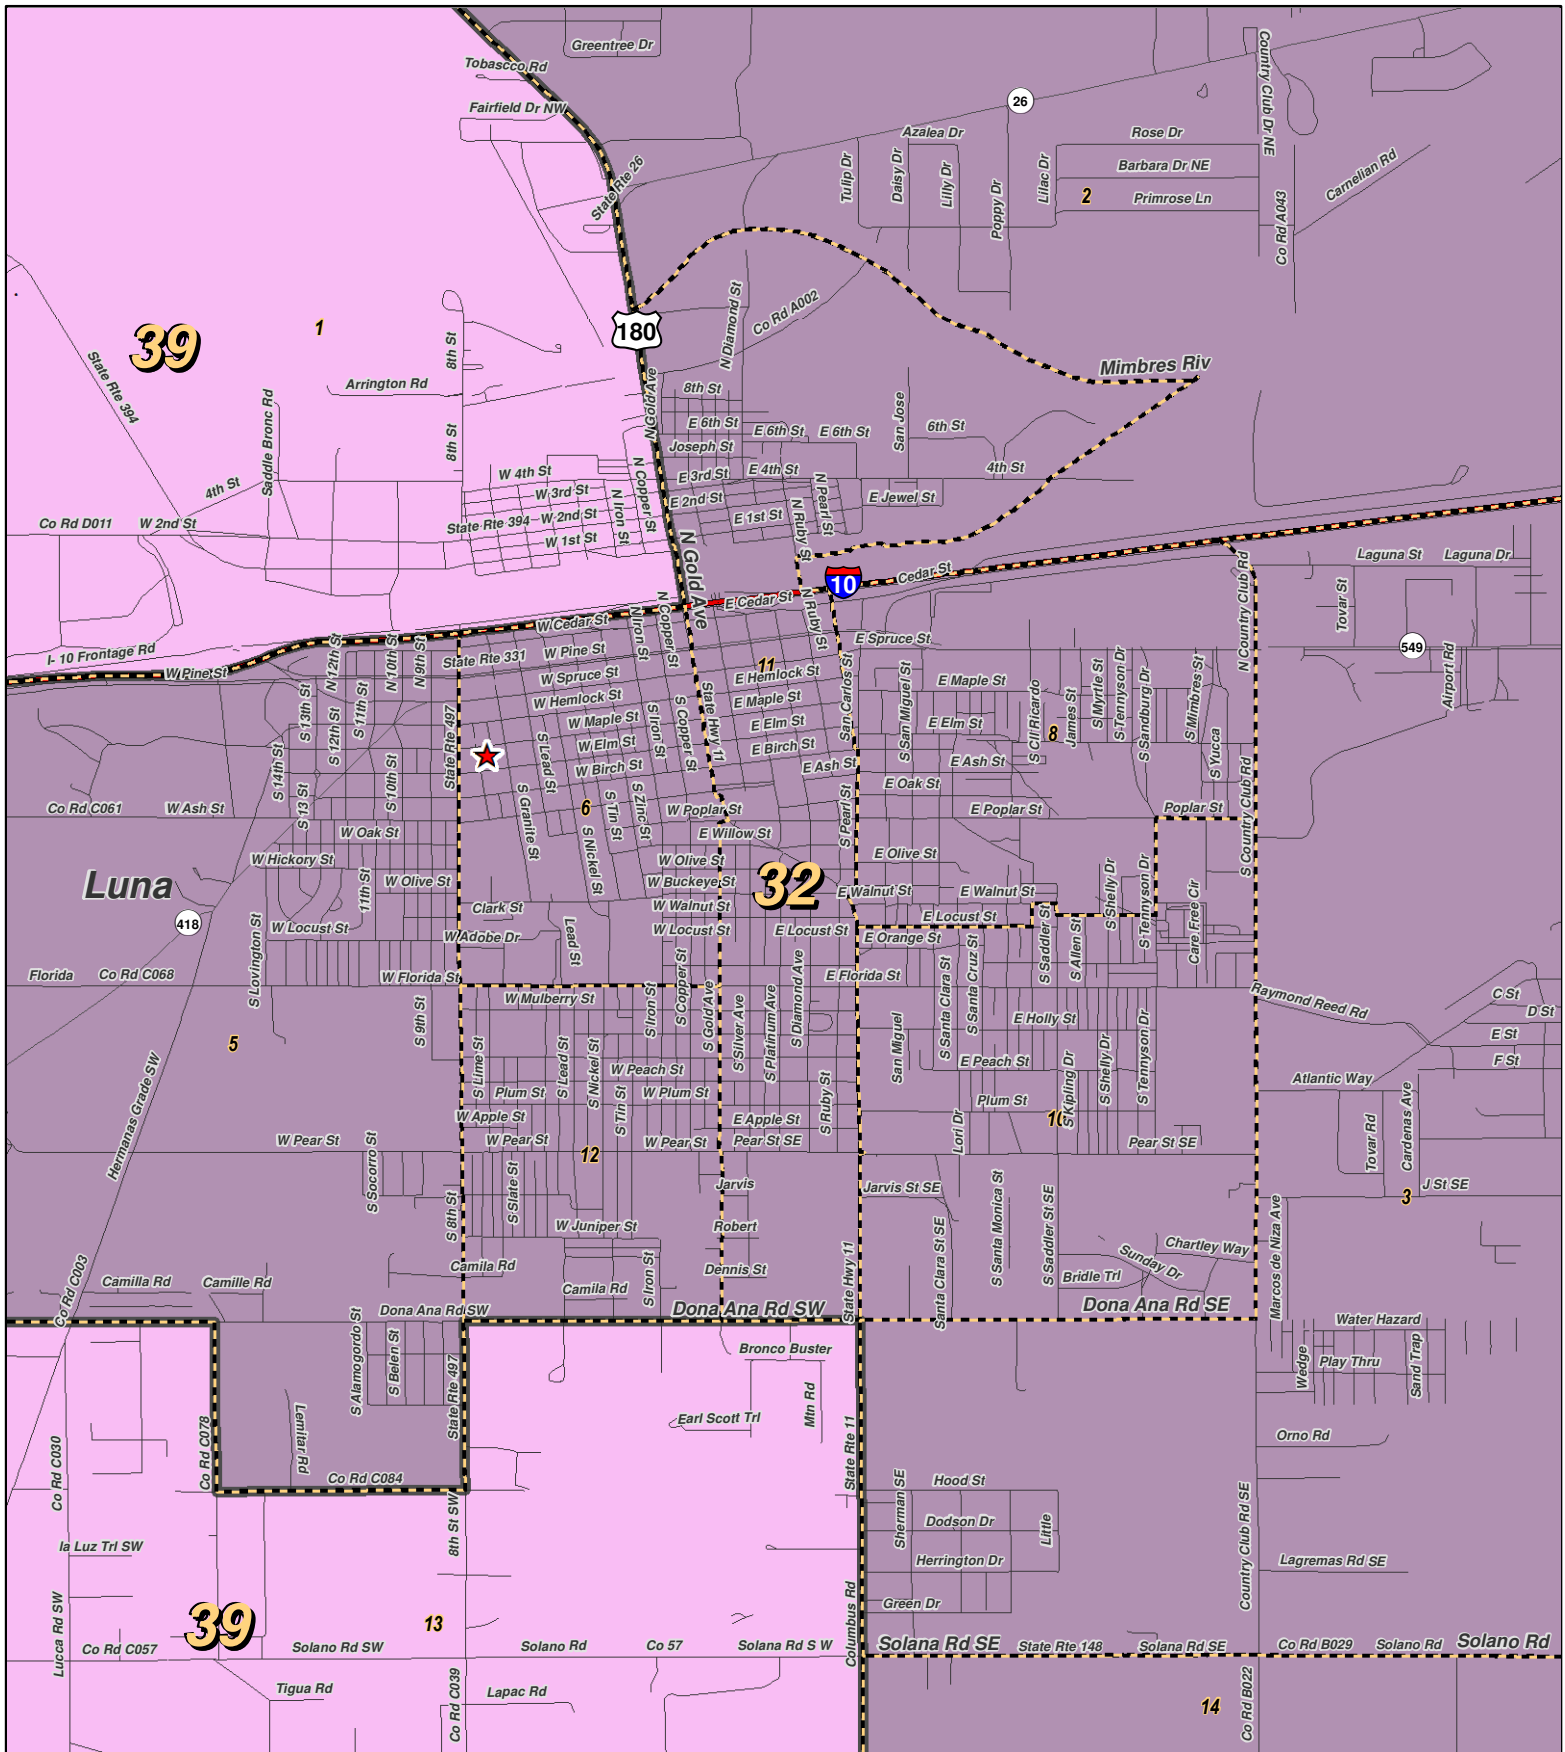 Greentree Dr
Tobascco Rd
Fairfield Dr NW
26
Country Club Dr NE
Azalea Dr
Rose Dr
Tulip Dr
Daisy Dr
Lilly Dr
Poppy Dr
Lilac Dr
Barbara Dr NE
Primrose Ln
2
Carnelian Rd
Co Rd A043
State Rte 26
39
1
State Rte 394
Saddle Bronc Rd
Arrington Rd
8th St
8th St
180
N Diamond St
Co Rd A002
Mimbres Riv
N Gold Ave
8th St
E 6th St
E 6th St
E 6th St
Joseph St
San Jose
6th St
4th St
4th St
W 4th St
W 3rd St
N Iron St
N Copper St
E 3rd St
E 4th St
N Pearl St
E Jewel St
E 2nd St
E 1st St
N Ruby St
Co Rd D011
W 2nd St
State Rte 394
W 2nd St
W 1st St
N Gold Ave
10
Cedar St
E Cedar St
N Country Club Rd
Laguna St
Laguna Dr
Tovar St
549
Airport Rd
I- 10 Frontage Rd
W Pine St
N 12th St
N 10th St
N 9th St
W Cedar St
N Iron St
N Copper St
N Ruby St
E Spruce St
State Rte 331
W Pine St
W Spruce St
W Hemlock St
W Maple St
W Elm St
W Birch St
11
E Hemlock St
E Maple St
E Elm St
E Birch St
E Ash St
State Hwy 11
San Carlos St
S San Miguel St
E Maple St
E Elm St
E Ash St
E Oak St
E Poplar St
S Cll Ricardo
James St
S Myrtle St
S Tennyson Dr
S Sandburg Dr
S Mimbres St
S Yucca
8
Poplar St
S Country Club Rd
S 13th St
S 12th St
S 11th St
S 14th St
S 13 St
S 10th St
State Rte 497
S Lead St
S Granite St
S Iron St
S Copper St
S Tin St
S Zinc St
S Nickel St
6
Co Rd C061
W Ash St
W Oak St
W Hickory St
W Olive St
11th St
W Poplar St
E Willow St
W Olive St
W Buckeye St
W Walnut St
W Locust St
S Pearl St
32
Luna
418
E Olive St
E Walnut St
E Walnut St
E Locust St
E Locust St
E Orange St
S Shelly Dr
S Tennyson Dr
Care Free Cir
S Saddler St
S Allen St
Clark St
W Adobe Dr
Lead St
W Locust St
S Lovington St
Florida
Co Rd C068
W Florida St
E Florida St
W Mulberry St
S Iron St
S Copper St
S Gold Ave
S Silver Ave
S Platinum Ave
S Diamond Ave
S Santa Clara St
S Santa Cruz St
San Miguel
E Holly St
E Peach St
Plum St
Raymond Reed Rd
C St
D St
E St
F St
5
S 9th St
Hermanas Grade SW
S Lime St
S Lead St
S Nickel St
W Peach St
Plum St
W Plum St
S Tin St
S Ruby St
W Apple St
E Apple St
W Pear St
W Pear St
W Pear St
Pear St SE
Lori Dr
10
S Kipling Dr
S Shelly Dr
S Tennyson Dr
Pear St SE
Atlantic Way
Tovar Rd
Cardenas Ave
J St SE
3
12
S Socorro St
S 8th St
S Slate St
W Juniper St
Jarvis
Robert
Dennis St
Jarvis St SE
Santa Clara St SE
S Santa Monica St
S Saddler St SE
Chartley Way
Sunday Dr
Bridle Trl
Marcos de Niza Ave
Co Rd C003
Camilla Rd
Camille Rd
Camila Rd
Camila Rd
S Iron St
State Hwy 11
Dona Ana Rd SW
Dona Ana Rd SW
Dona Ana Rd SE
Water Hazard
Wedge
Play Thru
Sand Trap
S Alamogordo St
S Belen St
State Rte 497
Lemitar Rd
Co Rd C078
Co Rd C084
Bronco Buster
Earl Scott Trl
Mtn Rd
State Rte 11
Orno Rd
Co Rd C030
Hood St
Sherman SE
Dodson Dr
Little
Herrington Dr
Green Dr
Country Club Rd SE
Lagremas Rd SE
la Luz Trl SW
8th St SW
Lucca Rd SW
39
13
Columbus Rd
Co Rd C057
Solano Rd SW
Solano Rd
Co 57
Solana Rd S W
Solana Rd SE
State Rte 148
Solana Rd SE
Co Rd B029
Solano Rd
Solano Rd
Tigua Rd
Co Rd C039
Lapac Rd
14
Co Rd B022